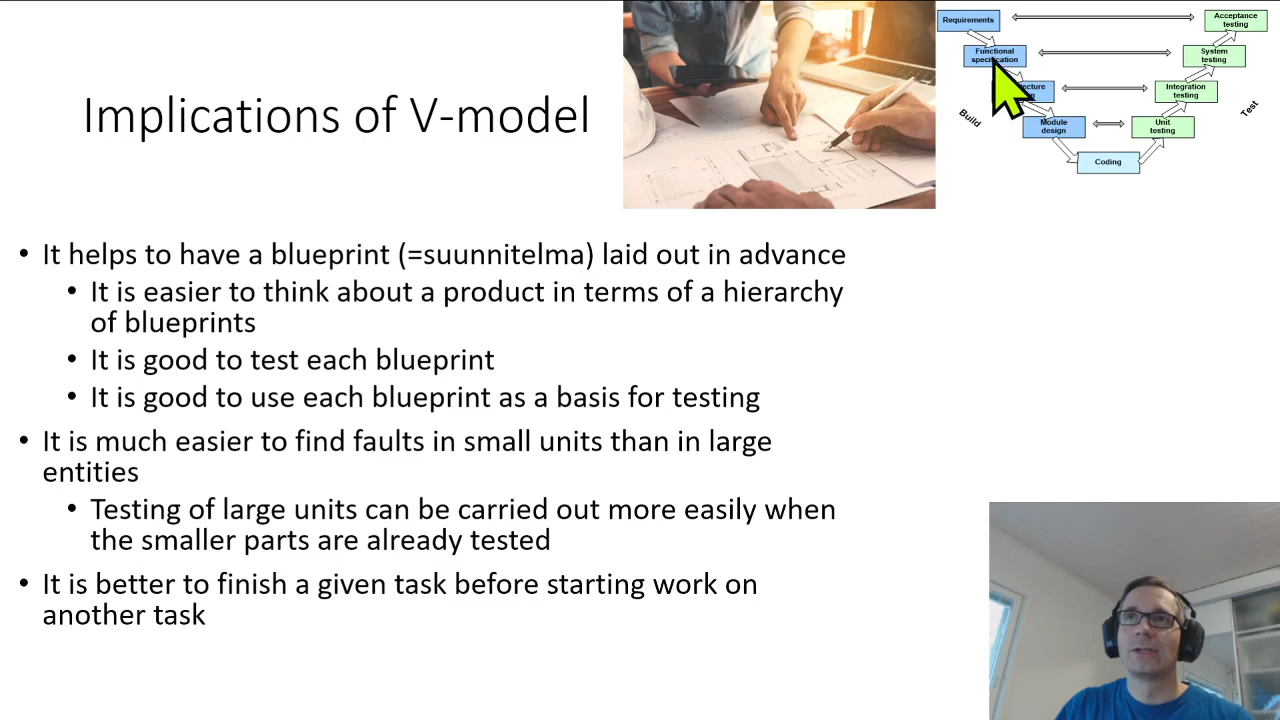 Implications of V-model
Requirements
Acceptance
testing
Functional
specification
System
testing
Integration
testing
Module
design
Unit
testing
Coding
Build
Test
• It helps to have a blueprint (=suunnitelma) laid out in advance
• It is easier to think about a product in terms of a hierarchy
of blueprints
• It is good to test each blueprint
• It is good to use each blueprint as a basis for testing
• It is much easier to find faults in small units than in large
entities
• Testing of large units can be carried out more easily when
the smaller parts are already tested
• It is better to finish a given task before starting work on
another task